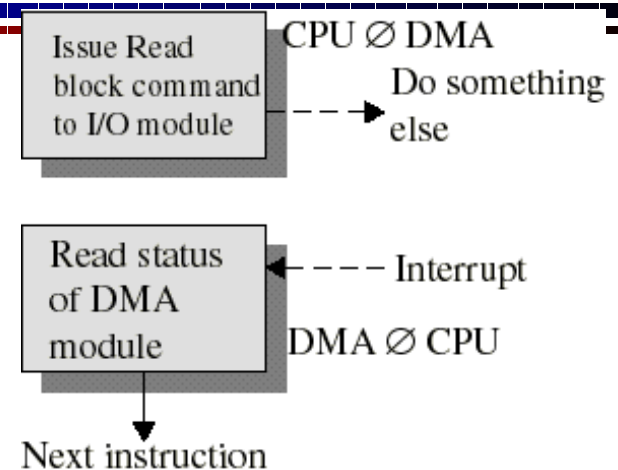 Issue Read
block command
to I/O module
CPU ∅ DMA
Do something
else
Read status
of DMA
module
Interrupt
DMA ∅ CPU
Next instruction